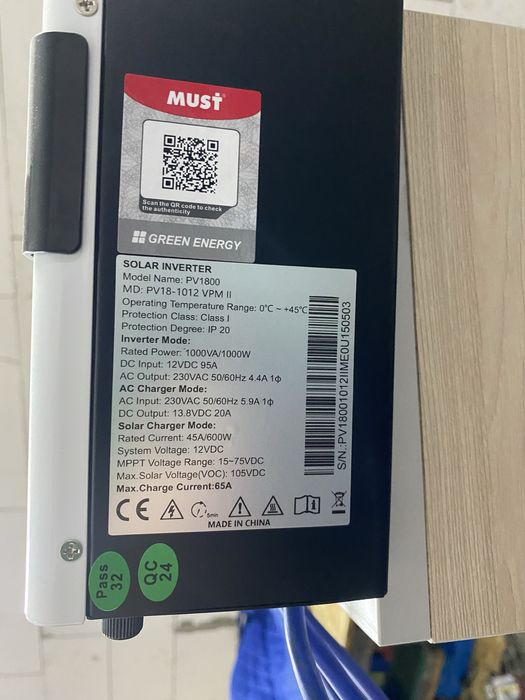 MUST
Scan the QR code to check
the authenticity
GREEN ENERGY
SOLAR INVERTER
Model Name: PV1800
MD: PV18-1012 VPM II
Operating Temperature Range: 0℃ ~ +45℃
Protection Class: Class I
Protection Degree: IP 20
Inverter Mode:
Rated Power: 1000VA/1000W
DC Input: 12VDC 95A
AC Output: 230VAC 50/60Hz 4.4A 1ф
AC Charger Mode:
AC Input: 230VAC 50/60Hz 5.9A 1ф
DC Output: 13.8VDC 20A
Solar Charger Mode:
Rated Current: 45A/600W
System Voltage: 12VDC
MPPT Voltage Range: 15~75VDC
Max.Solar Voltage(VOC): 105VDC
Max.Charge Current:65A
CE
5min
MADE IN CHINA
S/N:PV18001012IIME0U150503
Pass
32
QC
24